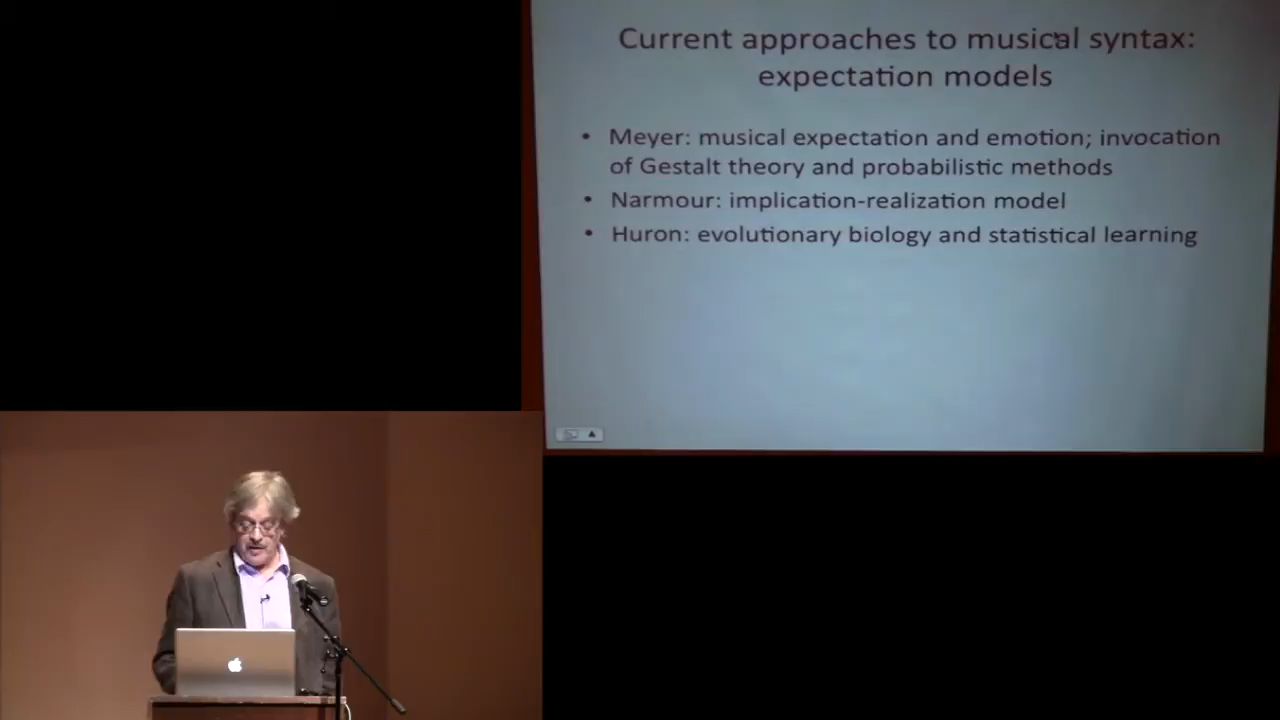 Current approaches to musical syntax:
expectation models
• Meyer: musical expectation and emotion; invocation
of Gestalt theory and probabilistic methods
• Narmour: implication-realization model
• Huron: evolutionary biology and statistical learning